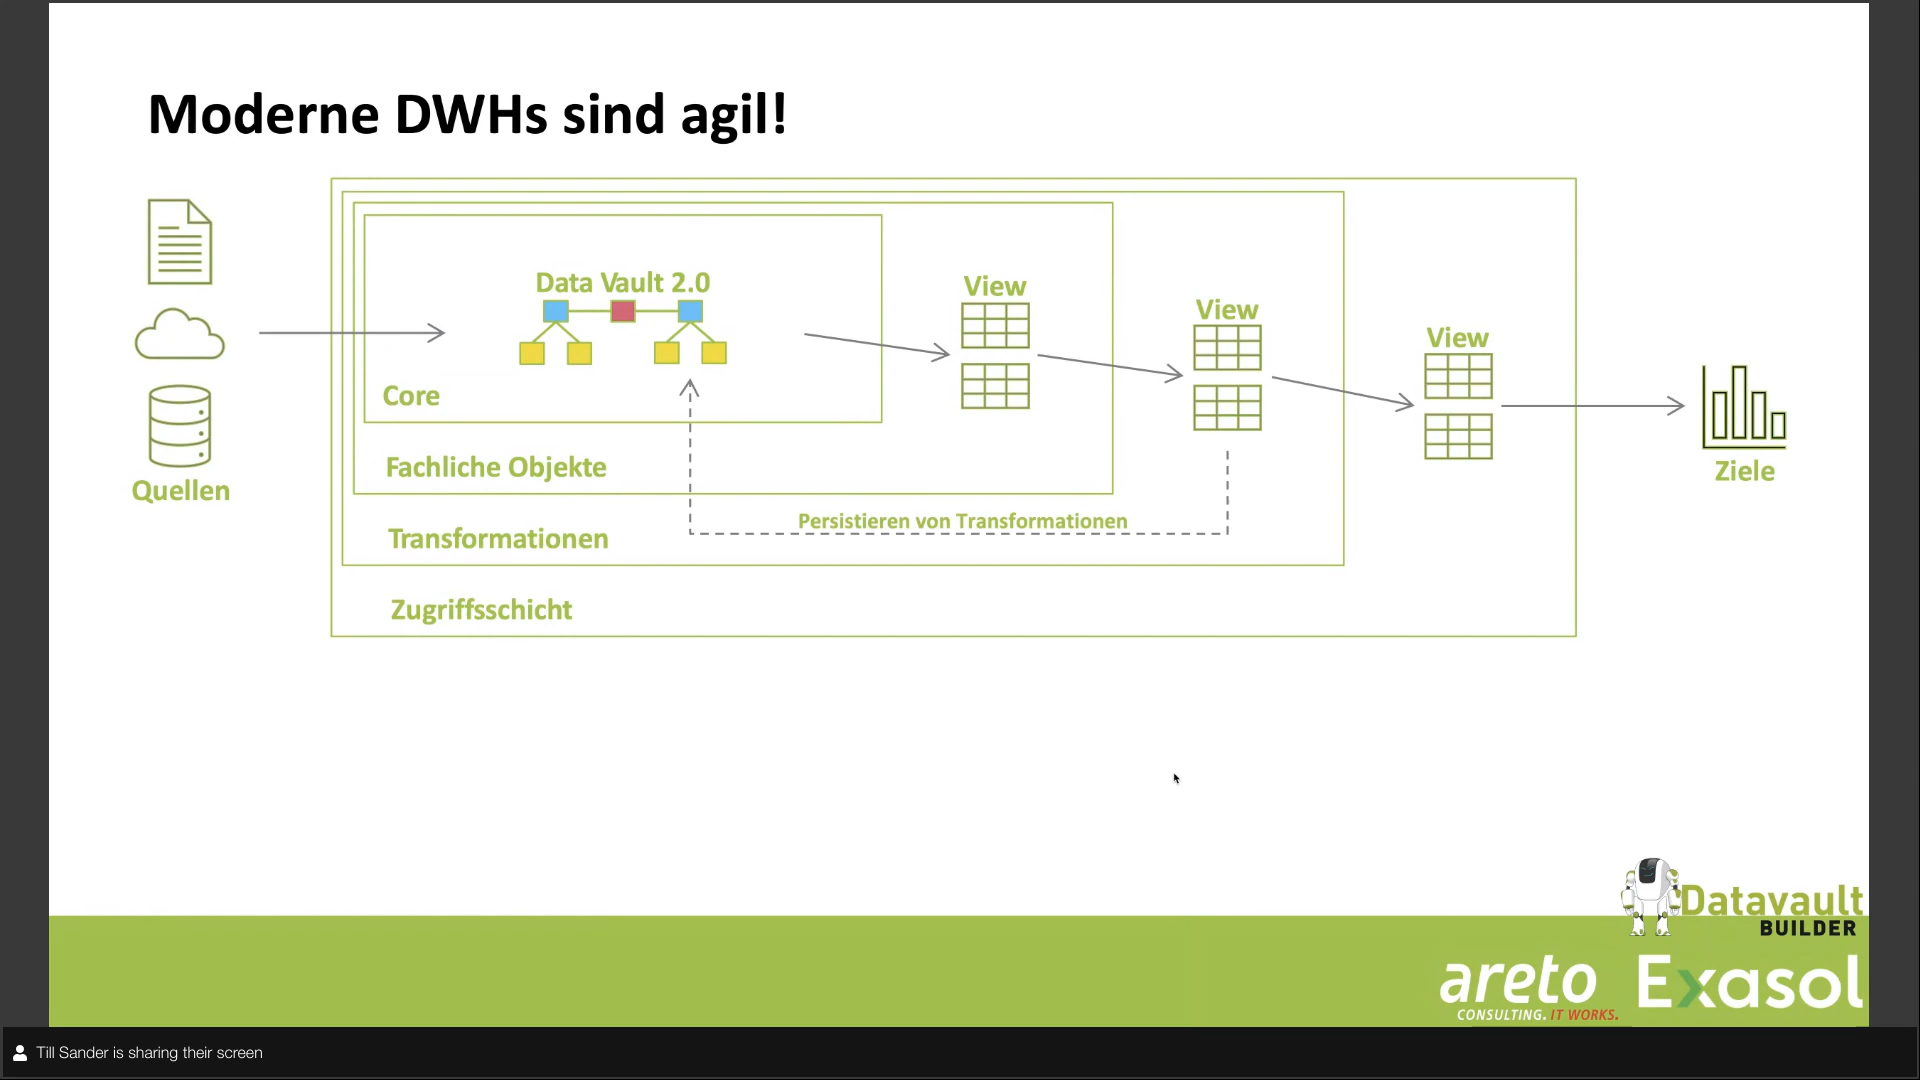 Moderne DWHs sind agil!
Data Vault 2.0
View
View
View
Core
Fachliche Objekte
Quellen
Ziele
Persistieren von Transformationen
Transformationen
Zugriffsschicht
Datavault
BUILDER
areto
CONSULTING. IT WORKS.
Exasol
Till Sander is sharing their screen